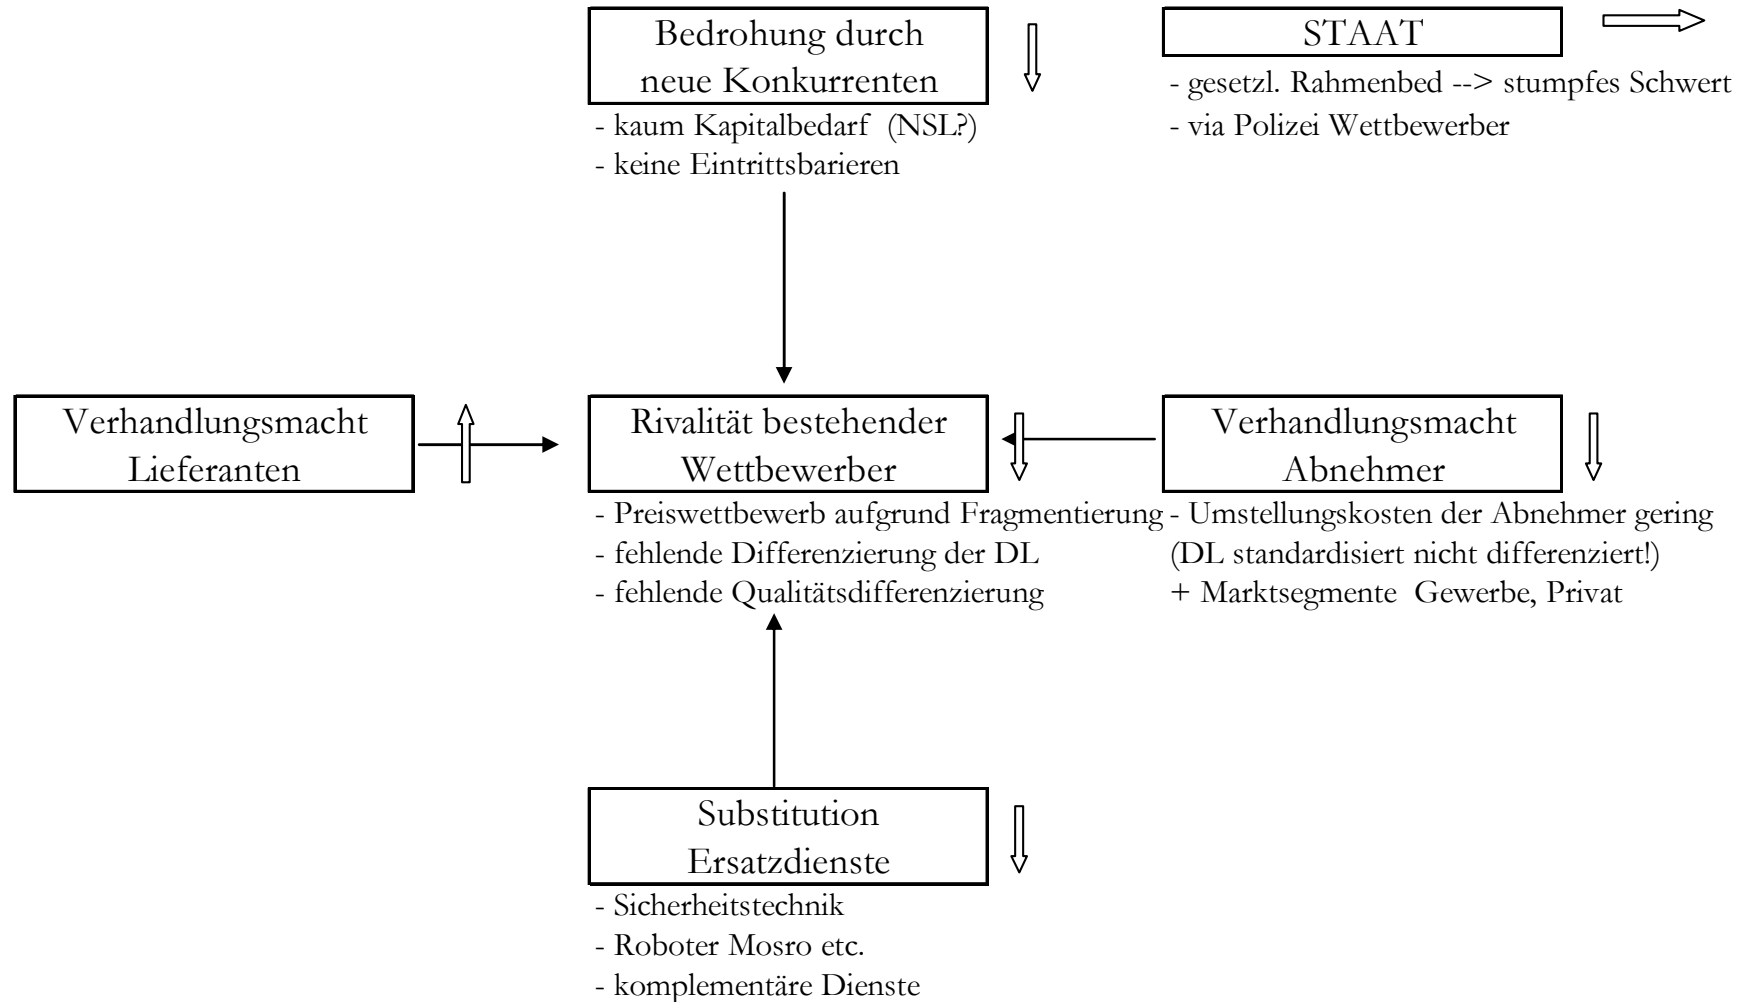 Bedrohung durch
neue Konkurrenten
- kaum Kapitalbedarf  (NSL?)
- keine Eintrittsbarieren
STAAT
- gesetzl. Rahmenbed --> stumpfes Schwert
- via Polizei Wettbewerber
Verhandlungsmacht
Lieferanten
Rivalität bestehender
Wettbewerber
- Preiswettbewerb aufgrund Fragmentierung
- fehlende Differenzierung der DL
- fehlende Qualitätsdifferenzierung
Verhandlungsmacht
Abnehmer
- Umstellungskosten der Abnehmer gering
(DL standardisiert nicht differenziert!)
+ Marktsegmente  Gewerbe, Privat
Substitution
Ersatzdienste
- Sicherheitstechnik
- Roboter Mosro etc.
- komplementäre Dienste